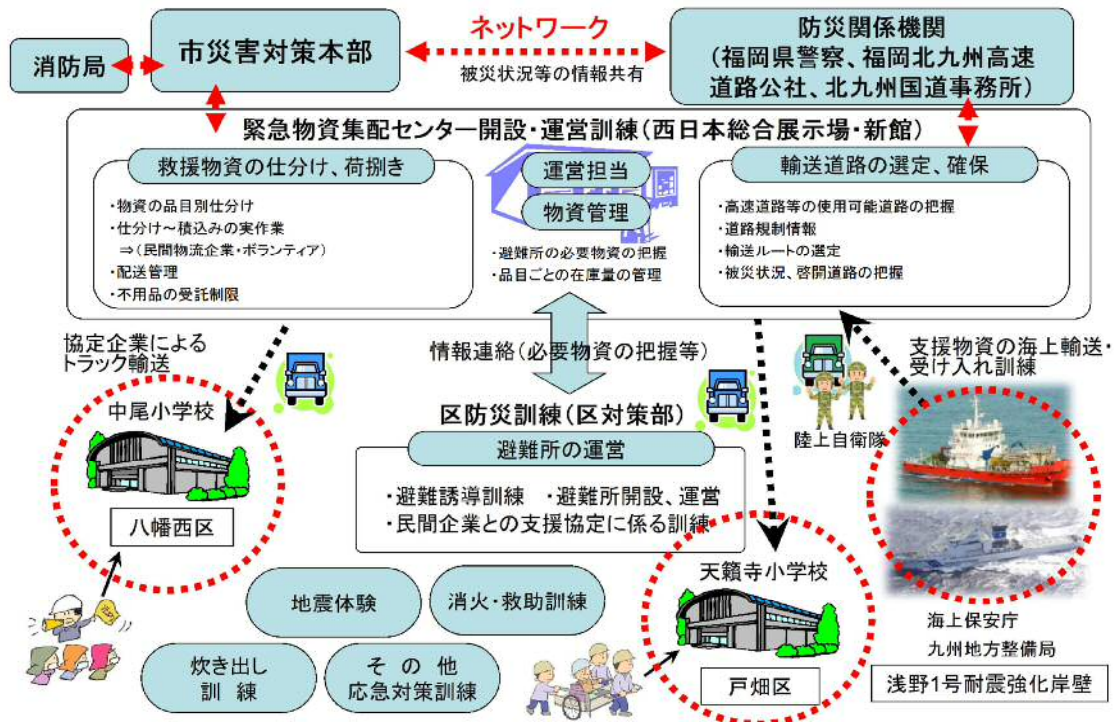 ネットワーク
消防局
市災害対策本部
被災状況等の情報共有
防災関係機関
(福岡県警察、福岡北九州高速
道路公社、北九州国道事務所)
緊急物資集配センター開設・運営訓練(西日本総合展示場・新館)
救援物資の仕分け、荷捌き
・物資の品目別仕分け
・仕分け～積込みの実作業
⇒(民間物流企業・ボランティア)
・配送管理
・不用品の受託制限
運営担当
物資管理
・避難所の必要物資の把握
・品目ごとの在庫量の管理
輸送道路の選定、確保
・高速道路等の使用可能道路の把握
・道路規制情報
・輸送ルートの選定
・被災状況、啓開道路の把握
協定企業による
トラック輸送
中尾小学校
八幡西区
情報連絡(必要物資の把握等)
区防災訓練(区対策部)
避難所の運営
・避難誘導訓練 ・避難所開設、運営
・民間企業との支援協定に係る訓練
陸上自衛隊
支援物資の海上輸送・
受け入れ訓練
地震体験
消火・救助訓練
炊き出し
訓 練
そ の 他
応急対策訓練
天籟寺小学校
戸畑区
海上保安庁
九州地方整備局
浅野1号耐震強化岸壁